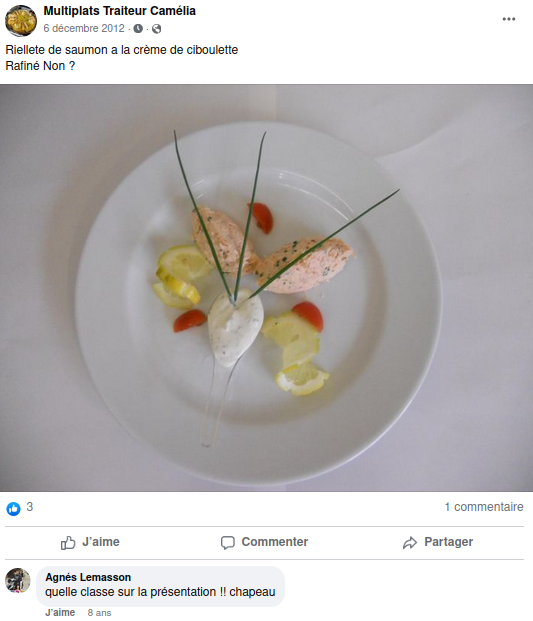 Multiplats Traiteur Camélia
6 décembre 2012
Riellete de saumon a la crème de ciboulette
Rafiné Non ?
3
1 commentaire
J’aime
Commenter
Partager
Agnés Lemasson
quelle classe sur la présentation !! chapeau
J’aime 8 ans